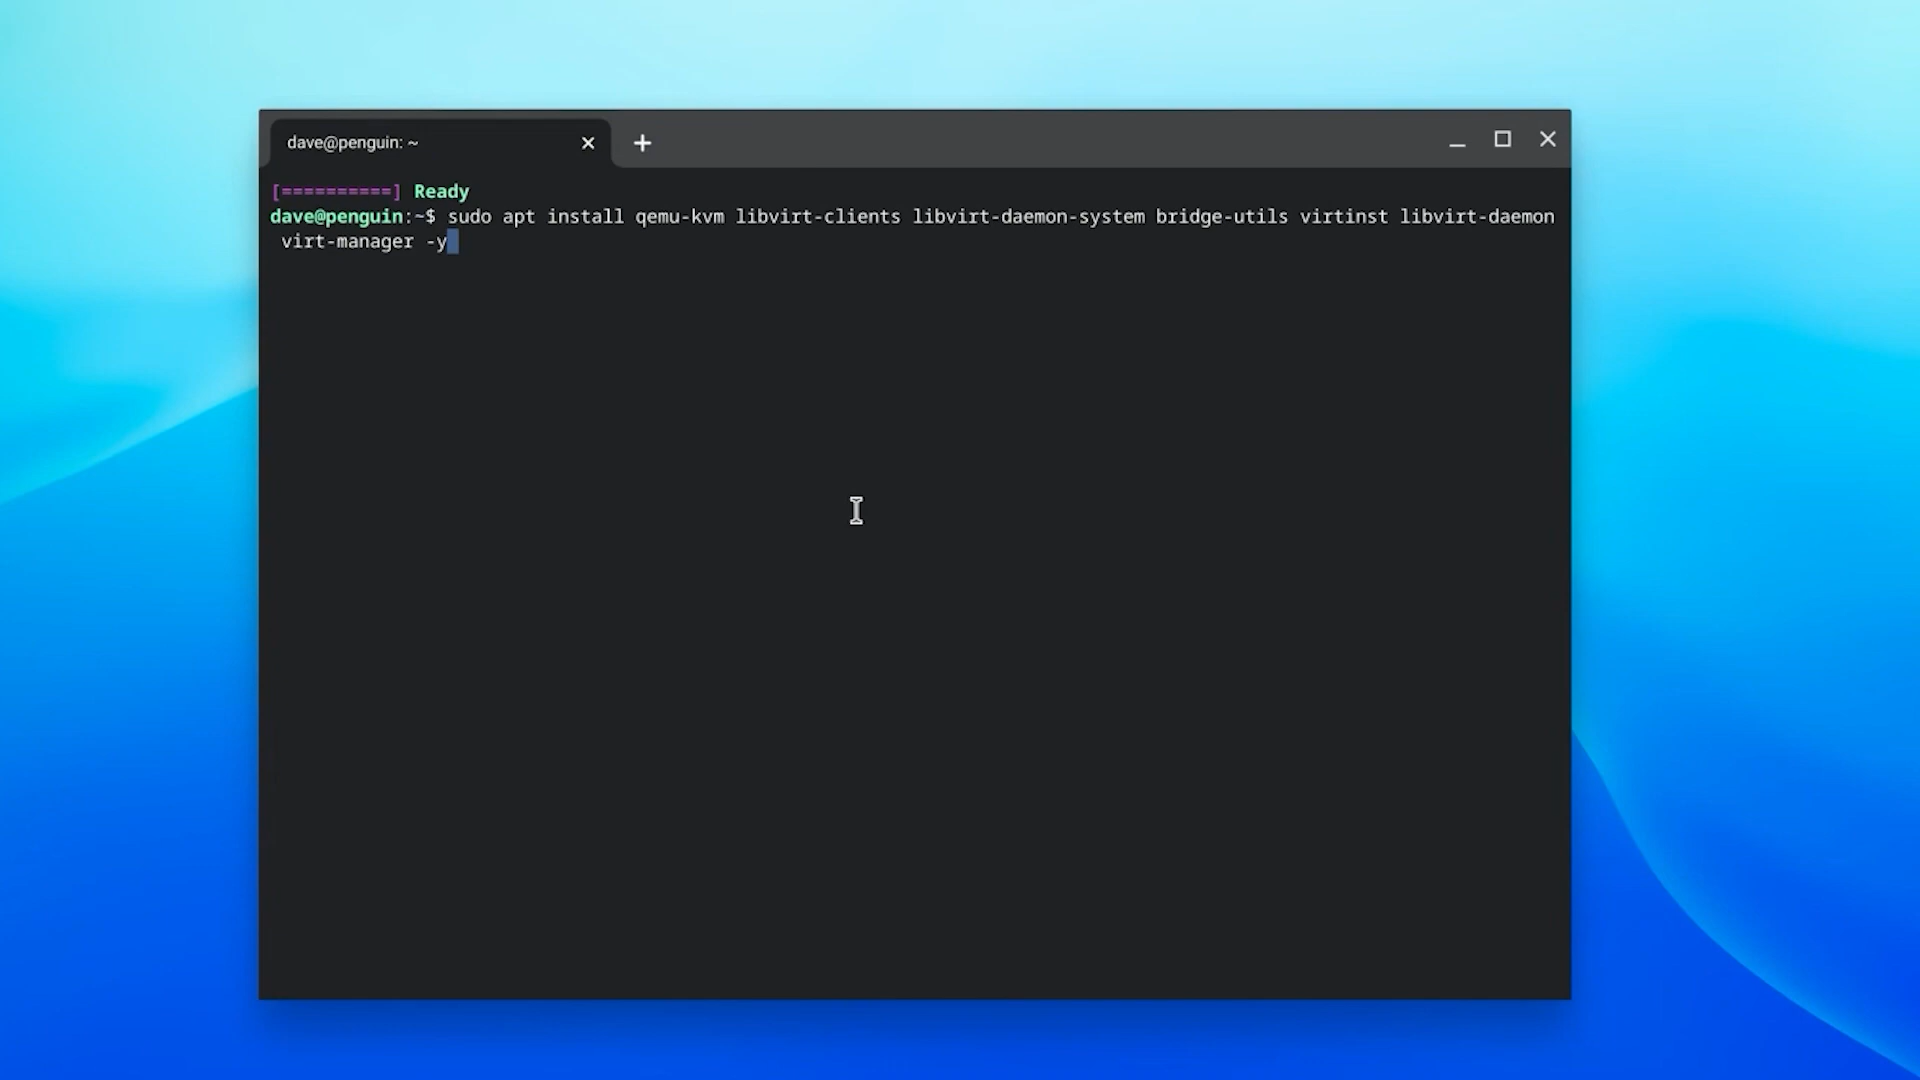 dave@penguin: ~
[==========] Ready
dave@penguin:~$ sudo apt install qemu-kvm libvirt-clients libvirt-daemon-system bridge-utils virtinst libvirt-daemon
virt-manager -y